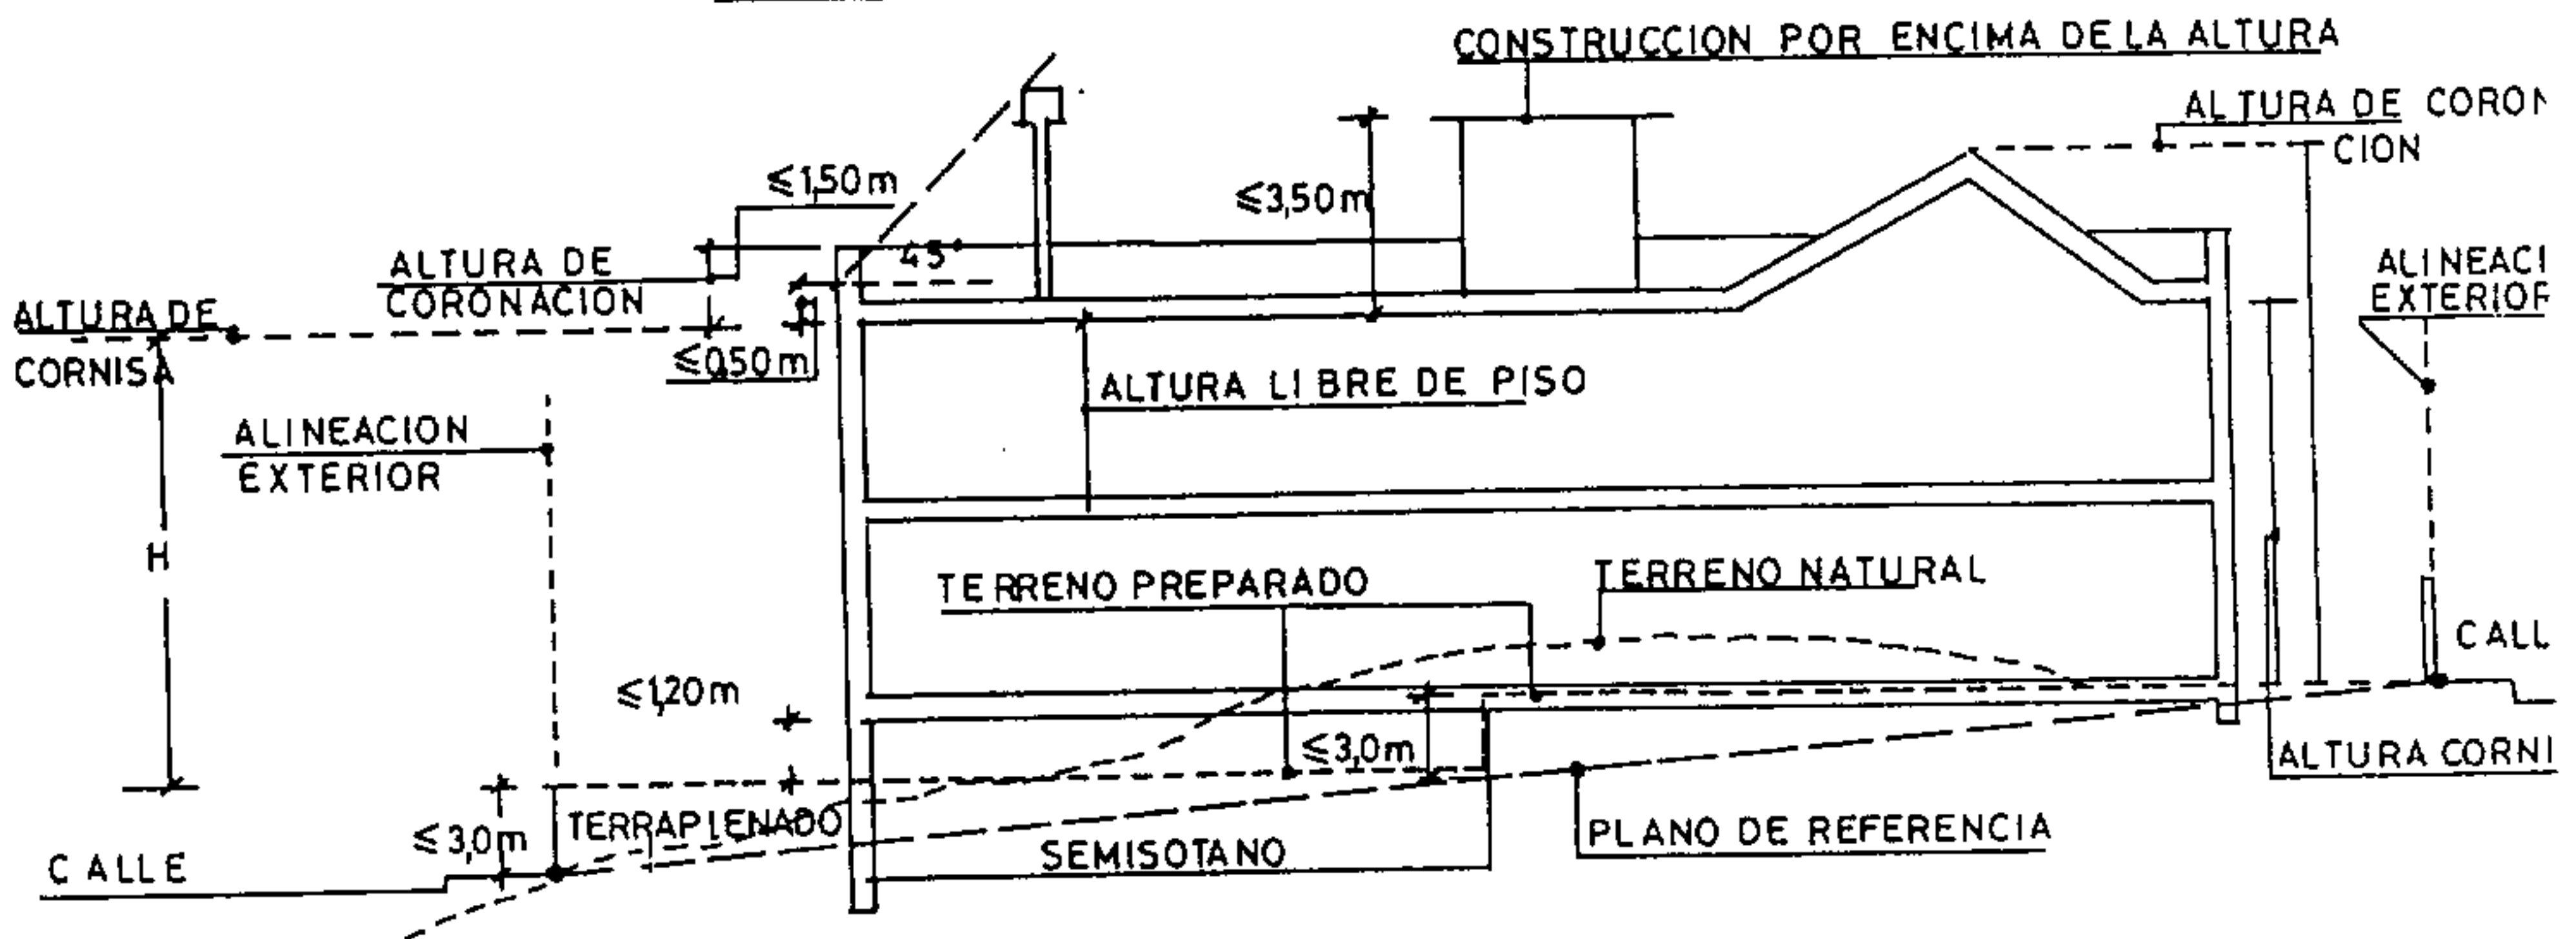 CONSTRUCCION POR ENCIMA DE LA ALTURA
ALTURA DE CORON
CION
≤1,50m
≤3,50m
45°
ALTURA DE
CORONACION
ALTURA DE
CORNISA
≤0,50m
ALINEACI
EXTERIOR
ALTURA LIBRE DE PISO
ALINEACION
EXTERIOR
H
TERRENO PREPARADO
TERRENO NATURAL
CALL
≤1,20m
≤3,0m
ALTURA CORNI
≤3,0m
TERRAPLENADO
PLANO DE REFERENCIA
SEMISOTANO
CALLE